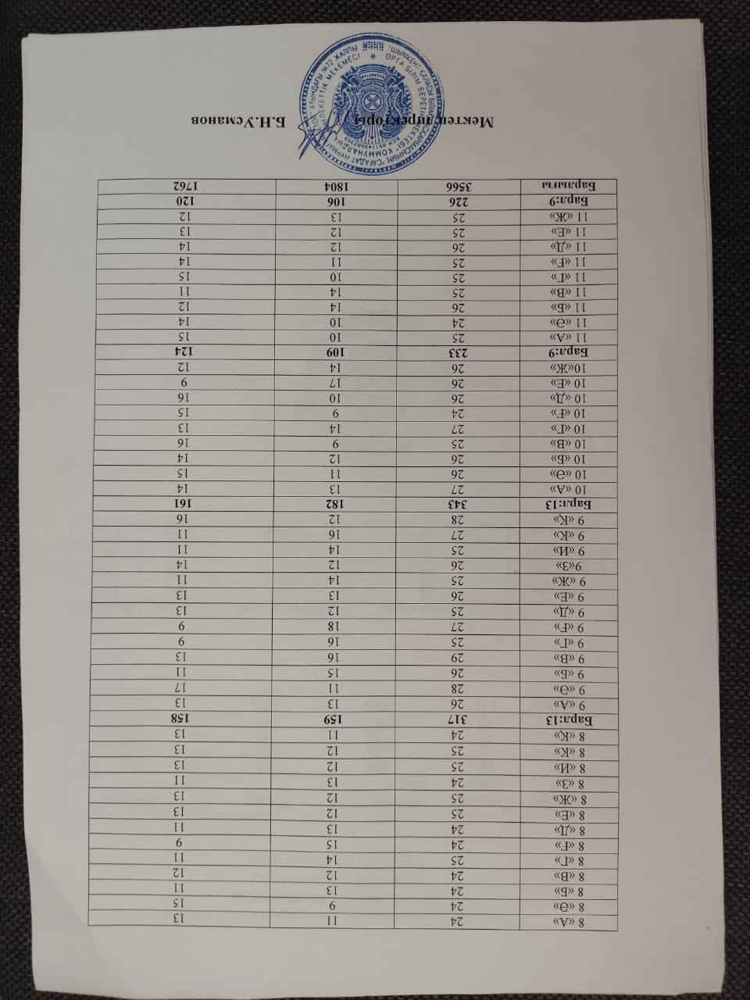 8 «А» 24 11 13
8 «Ә» 24 9 15
8 «Б» 24 13 11
8 «В» 24 12 12
8 «Г» 25 14 11
8 «Ғ» 24 15 9
8 «Д» 24 13 11
8 «Е» 25 12 13
8 «Ж» 25 12 13
8 «З» 24 13 11
8 «И» 25 12 13
8 «К» 25 12 13
8 «Қ» 24 11 13
Барл:13 317 159 158
9 «А» 26 13 13
9 «Ә» 28 11 17
9 «Б» 26 15 11
9 «В» 29 16 13
9 «Г» 25 16 9
9 «Ғ» 27 18 9
9 «Д» 25 12 13
9 «Е» 26 13 13
9 «Ж» 25 14 11
9«З» 26 12 14
9 «И» 25 14 11
9 «К» 27 16 11
9 «Қ» 28 12 16
Барл:13 343 182 161
10 «А» 27 13 14
10 «Ә» 26 11 15
10 «Б» 26 12 14
10 «В» 25 9 16
10 «Г» 27 14 13
10 «Ғ» 24 9 15
10 «Д» 26 10 16
10 «Е» 26 17 9
10«Ж» 26 14 12
Барл:9 233 109 124
11 «А» 25 10 15
11 «Ә» 24 10 14
11 «Б» 26 14 12
11 «В» 25 14 11
11 «Г» 25 10 15
11 «Ғ» 25 11 14
11 «Д» 26 12 14
11 «Е» 25 12 13
11 «Ж» 25 13 12
Барл:9 226 106 120
Барлығы 3566 1804 1762
Мектеп директоры Б.Н.Усманов